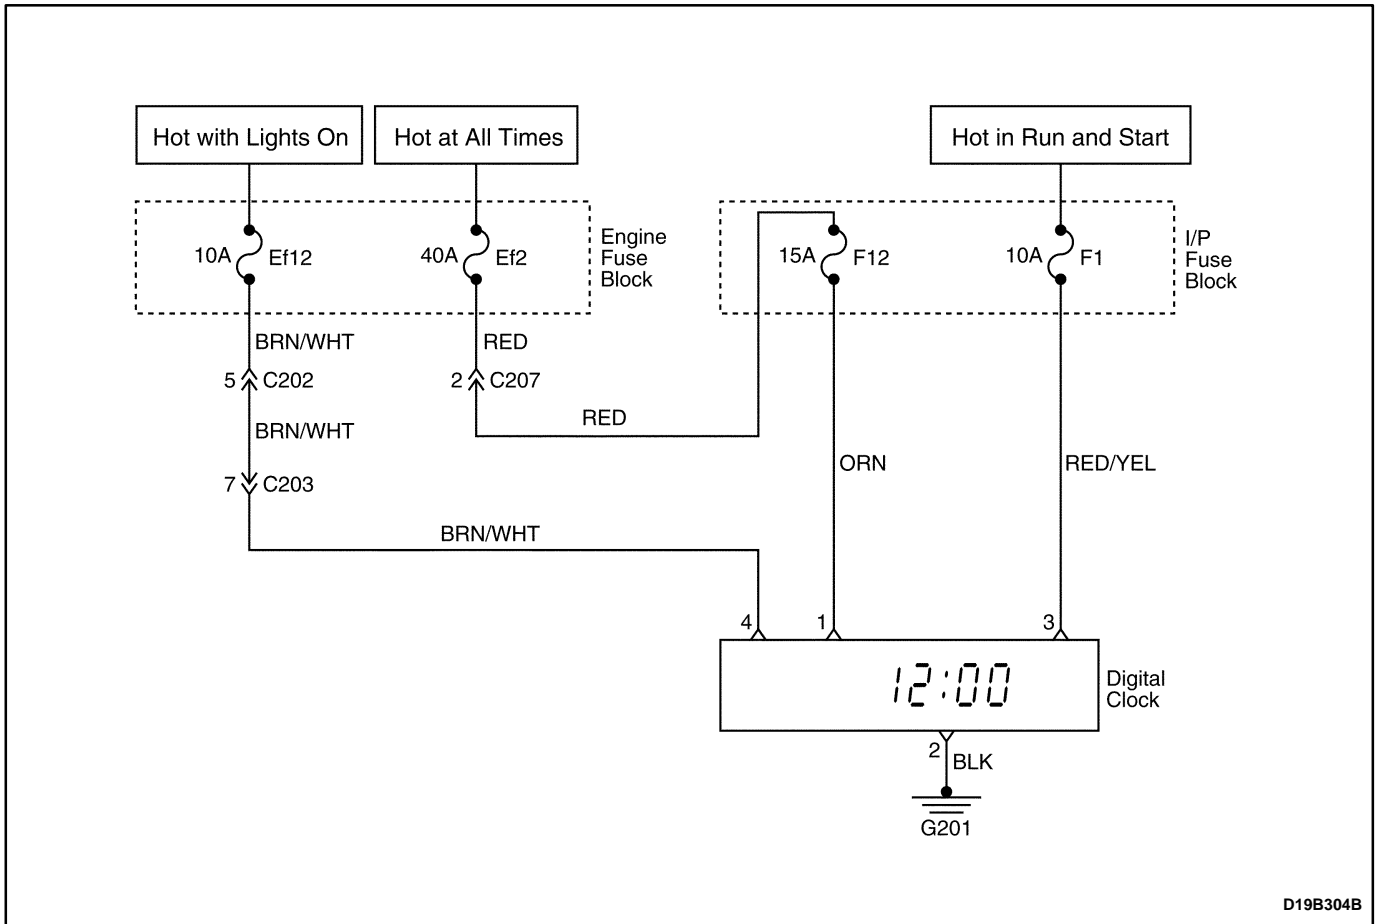 Hot with Lights On
Hot at All Times
Hot in Run and Start
10A Ef12
40A Ef2
Engine
Fuse
Block
15A F12
10A F1
I/P
Fuse
Block
BRN/WHT
RED
5 C202
2 C207
BRN/WHT
RED
7 C203
ORN
RED/YEL
BRN/WHT
4
1
3
12:00
Digital
Clock
2
BLK
G201
D19B304B